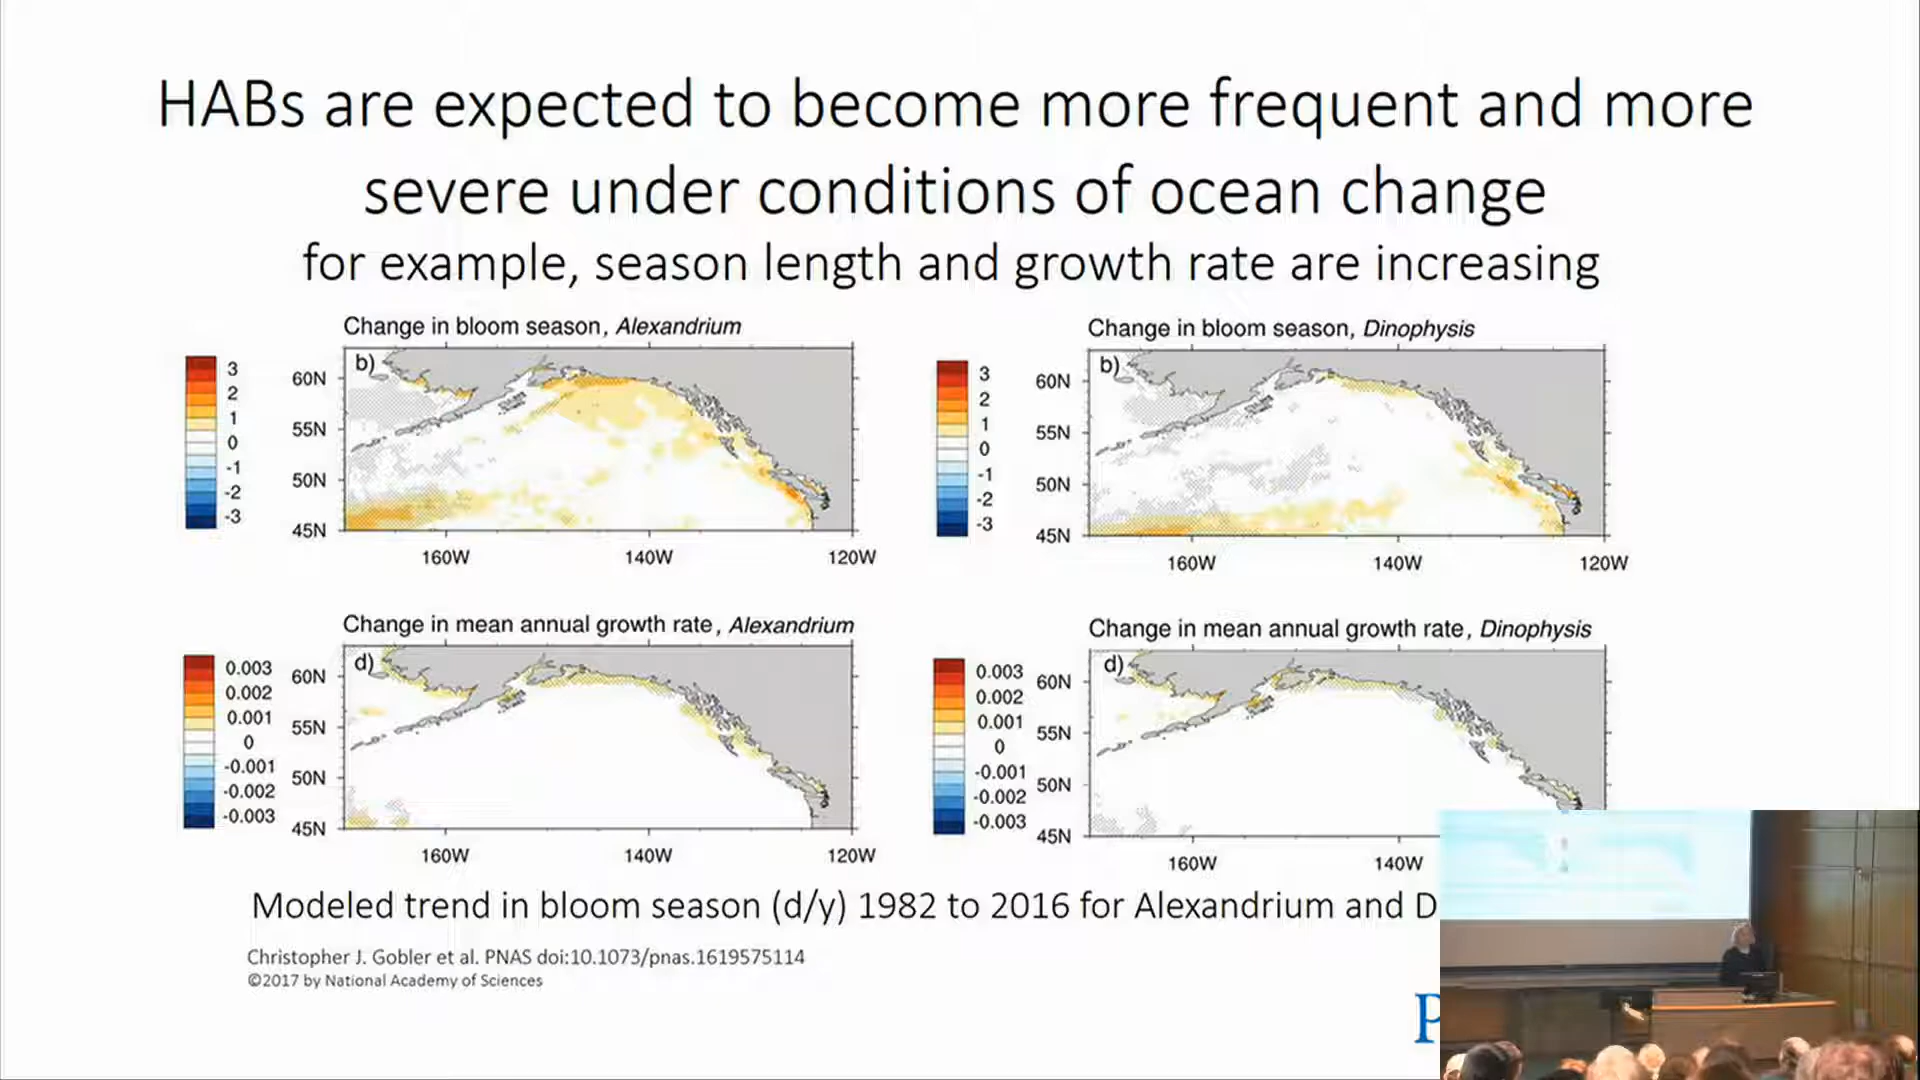 HABs are expected to become more frequent and more
severe under conditions of ocean change
for example, season length and growth rate are increasing
Change in bloom season, Alexandrium
b)
3
2
1
0
-1
-2
-3
60N
55N
50N
45N
160W 140W 120W
Change in bloom season, Dinophysis
b)
3
2
1
0
-1
-2
-3
60N
55N
50N
45N
160W 140W 120W
Change in mean annual growth rate, Alexandrium
d)
0.003
0.002
0.001
0
-0.001
-0.002
-0.003
60N
55N
50N
45N
160W 140W 120W
Change in mean annual growth rate, Dinophysis
d)
0.003
0.002
0.001
0
-0.001
-0.002
-0.003
60N
55N
50N
45N
160W 140W
Modeled trend in bloom season (d/y) 1982 to 2016 for Alexandrium and D
Christopher J. Gobler et al. PNAS doi:10.1073/pnas.1619575114
©2017 by National Academy of Sciences
P